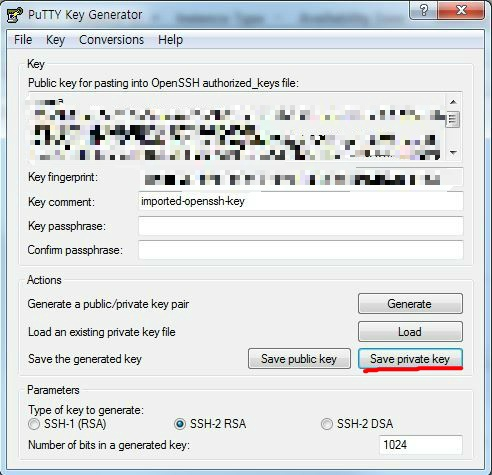 PuTTY Key Generator
File Key Conversions Help
Key
Public key for pasting into OpenSSH authorized_keys file:
Key fingerprint:
Key comment: imported-openssh-key
Key passphrase:
Confirm passphrase:
Actions
Generate a public/private key pair Generate
Load an existing private key file Load
Save the generated key Save public key Save private key
Parameters
Type of key to generate:
SSH-1 (RSA) SSH-2 RSA SSH-2 DSA
Number of bits in a generated key: 1024